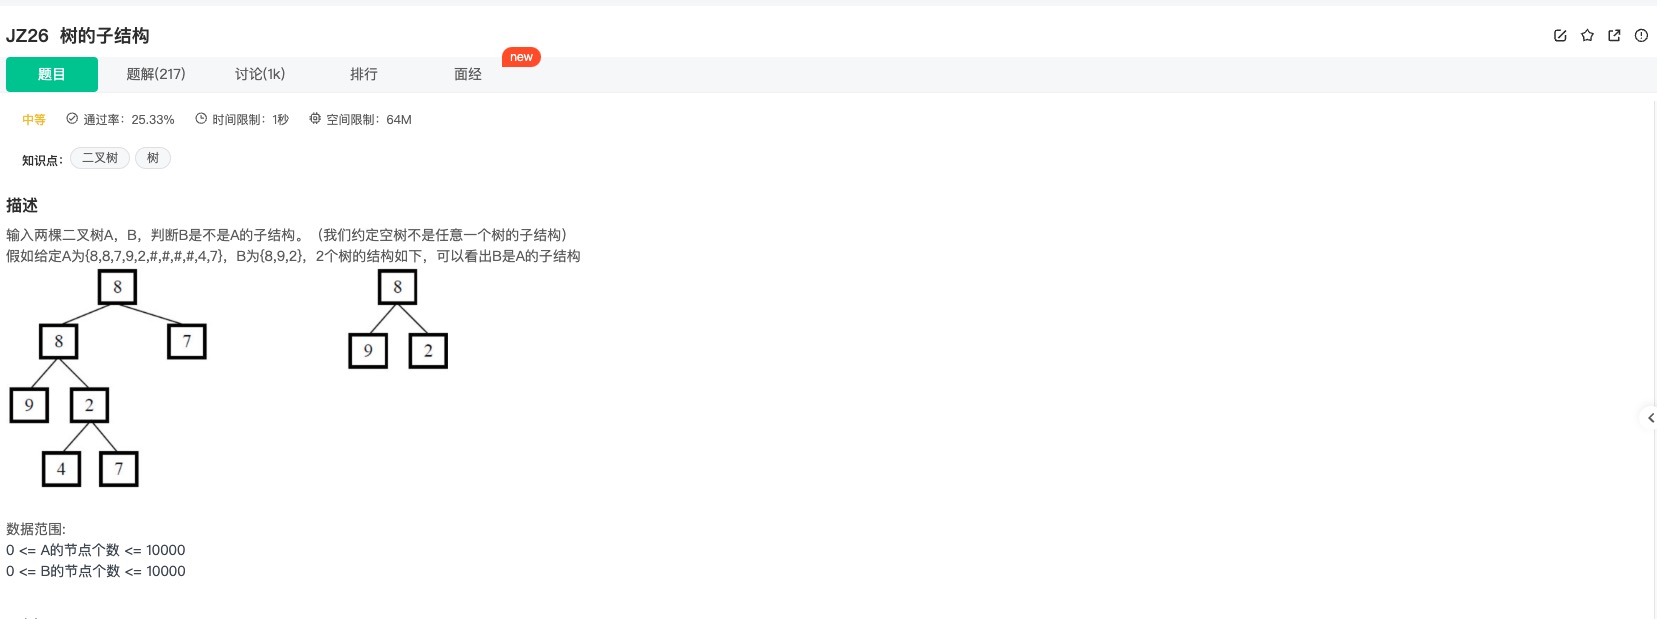 JZ26 树的子结构
new
题目 题解(217) 讨论(1k) 排行 面经
中等 通过率：25.33% 时间限制：1秒 空间限制：64M
知识点： 二叉树 树
描述
输入两棵二叉树A，B，判断B是不是A的子结构。（我们约定空树不是任意一个树的子结构）
假如给定A为{8,8,7,9,2,#,#,#,#,4,7}，B为{8,9,2}，2个树的结构如下，可以看出B是A的子结构
8 8
8 7 9 2
9 2
4 7
数据范围:
0 <= A的节点个数 <= 10000
0 <= B的节点个数 <= 10000